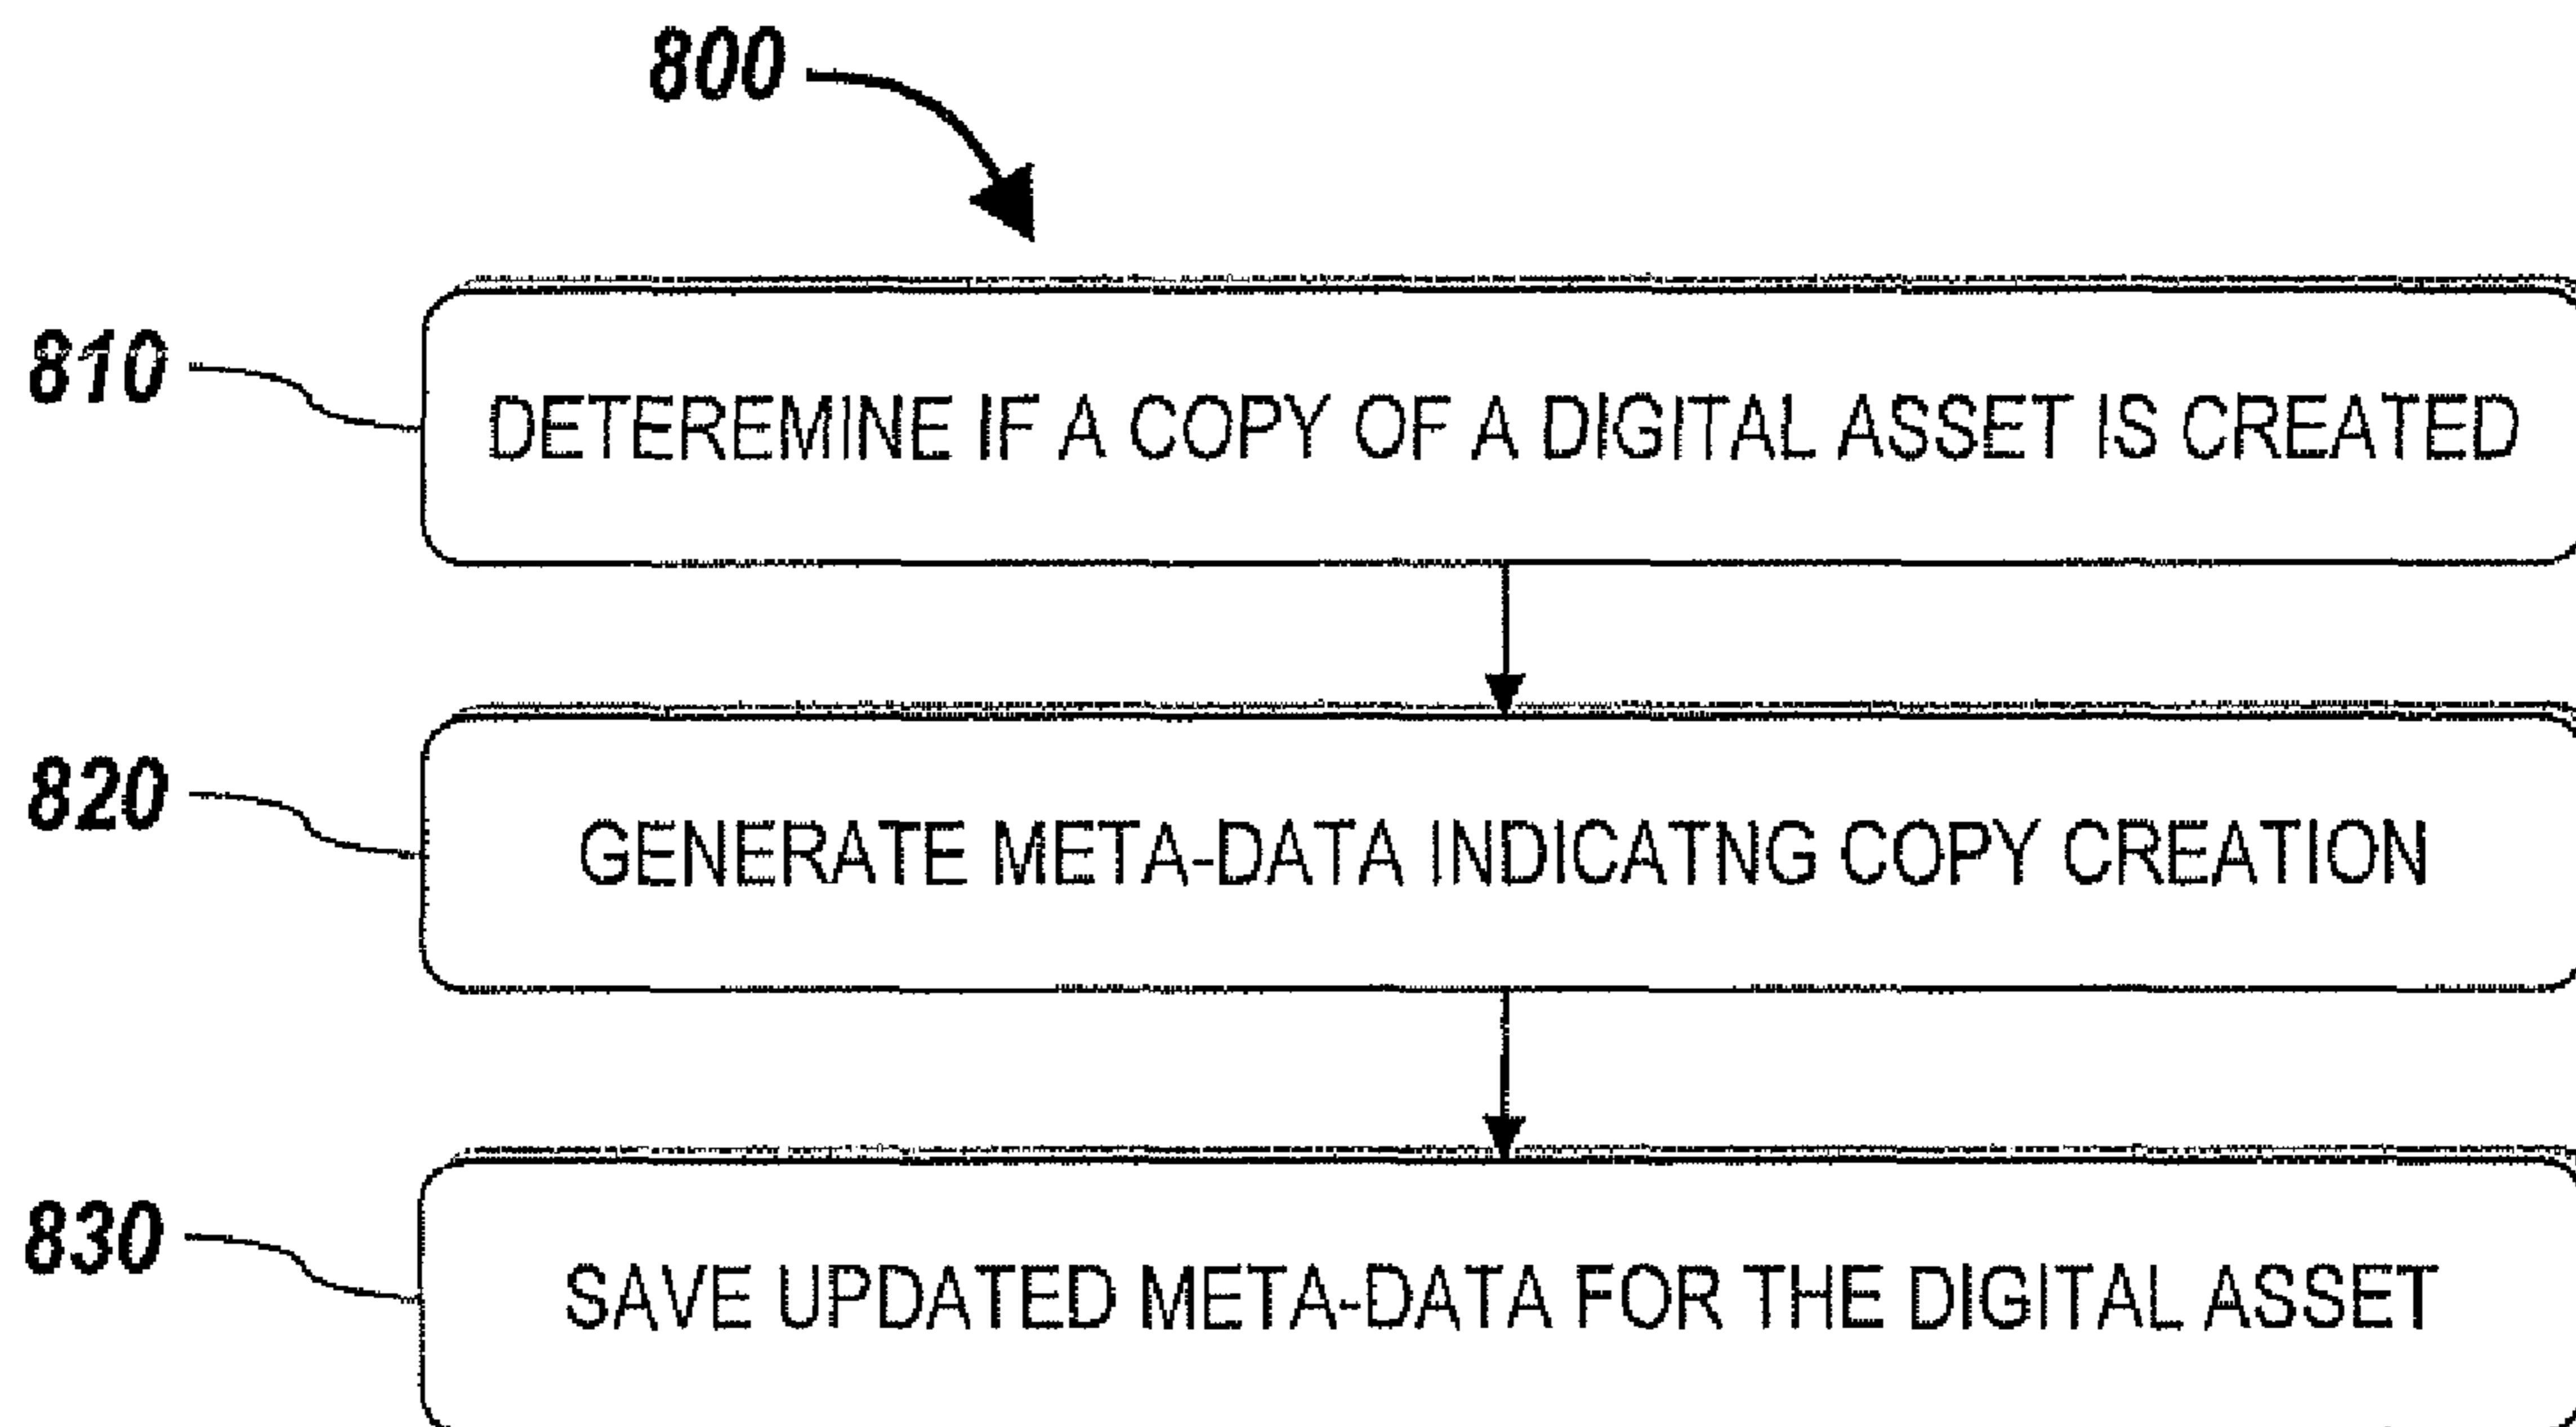 800
810
DETEREMINE IF A COPY OF A DIGITAL ASSET IS CREATED
820
GENERATE META-DATA INDICATNG COPY CREATION
830
SAVE UPDATED META-DATA FOR THE DIGITAL ASSET